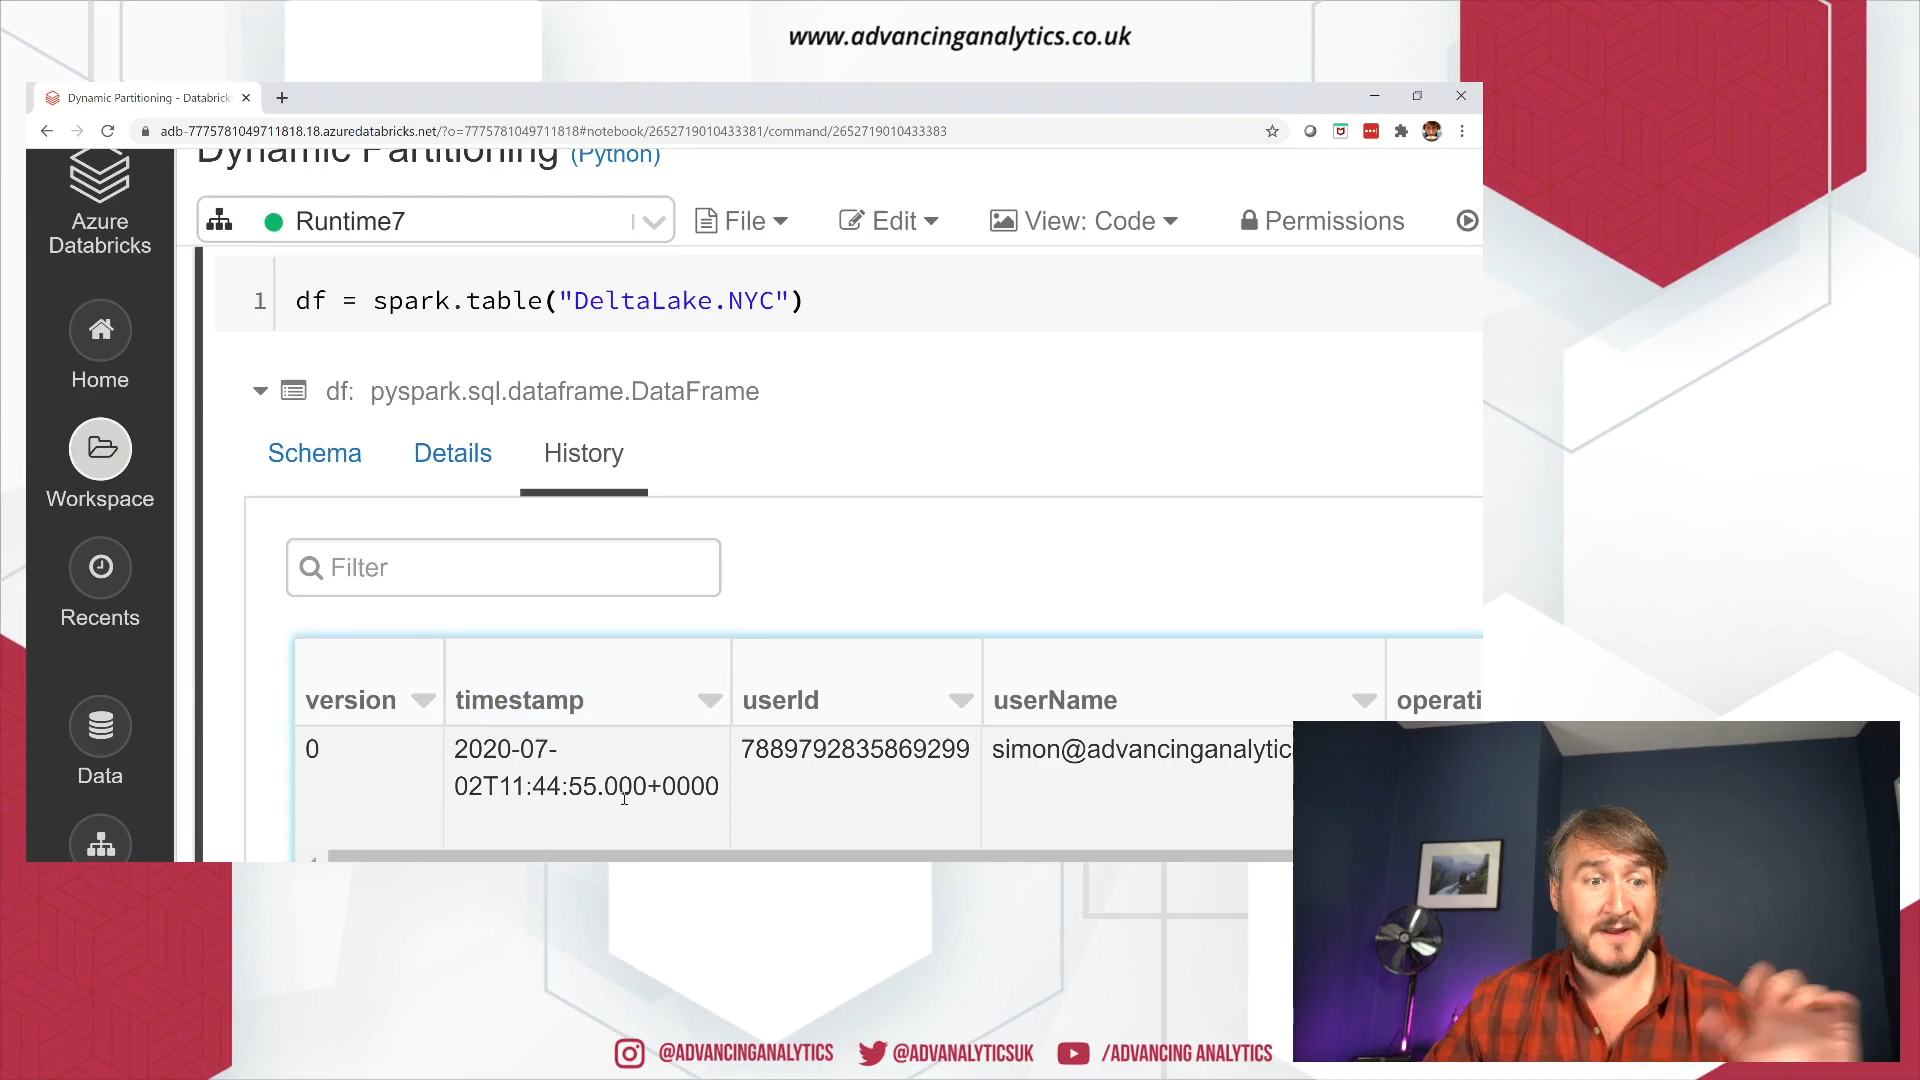 www.advancinganalytics.co.uk
Dynamic Partitioning - Databrick
adb-7775781049711818.18.azuredatabricks.net/?o=7775781049711818#notebook/2652719010433381/command/2652719010433383
Dynamic Partitioning (Python)
Azure
Databricks
Runtime7
File
Edit
View: Code
Permissions
1 df = spark.table("DeltaLake.NYC")
Home
df: pyspark.sql.dataframe.DataFrame
Schema Details History
Workspace
Filter
Recents
version timestamp userId userName operati
0 2020-07-02T11:44:55.000+0000 7889792835869299 simon@advancinganalytic
Data
@ADVANCINGANALYTICS @ADVANALYTICSUK /ADVANCING ANALYTICS